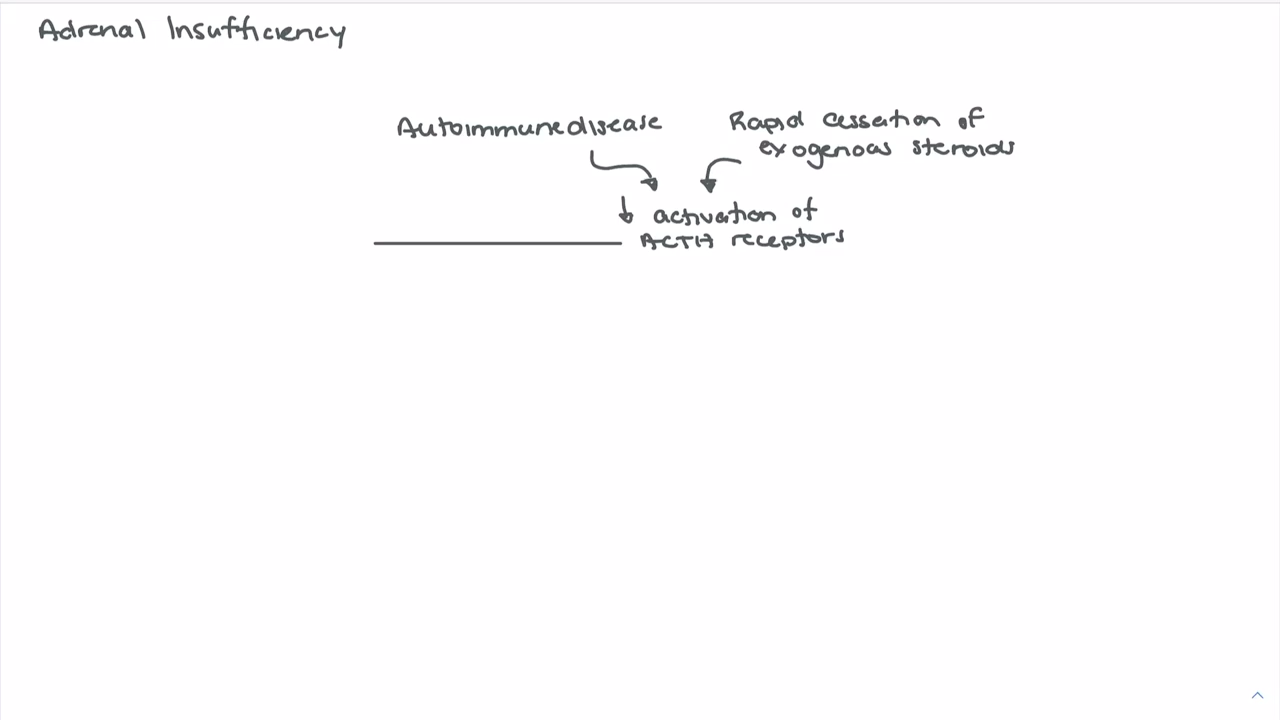 Adrenal Insufficiency
Autoimmune disease
Rapid cessation of
exogenous steroids
↓ activation of
ACTH receptors